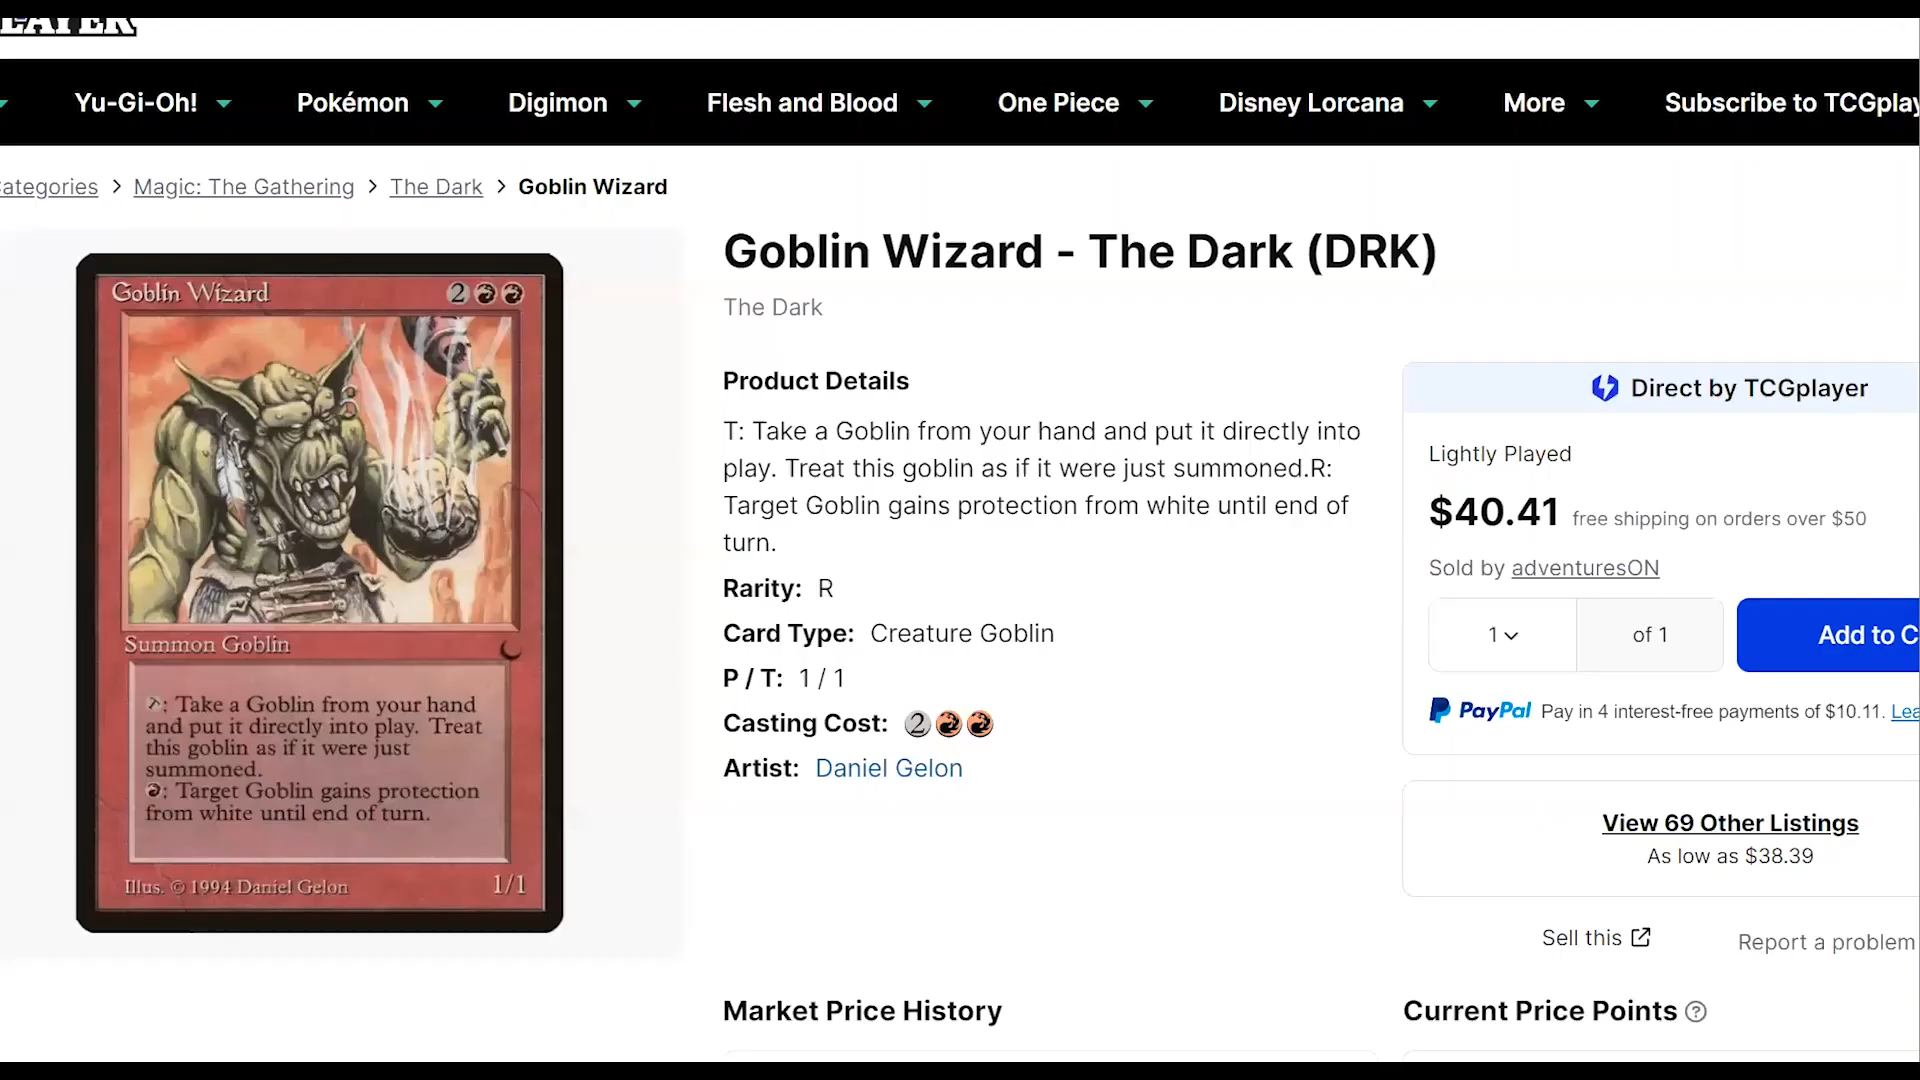 LAYER
Yu-Gi-Oh! Pokémon Digimon Flesh and Blood One Piece Disney Lorcana More Subscribe to TCGplay
ategories > Magic: The Gathering > The Dark > Goblin Wizard
Goblin Wizard 2
Summon Goblin
: Take a Goblin from your hand
and put it directly into play. Treat
this goblin as if it were just
summoned.
: Target Goblin gains protection
from white until end of turn.
Illus. © 1994 Daniel Gelon 1/1
Goblin Wizard - The Dark (DRK)
The Dark
Product Details
T: Take a Goblin from your hand and put it directly into
play. Treat this goblin as if it were just summoned.R:
Target Goblin gains protection from white until end of
turn.
Rarity: R
Card Type: Creature Goblin
P / T: 1 / 1
Casting Cost: 2
Artist: Daniel Gelon
Direct by TCGplayer
Lightly Played
$40.41 free shipping on orders over $50
Sold by adventuresON
1 of 1 Add to C
PayPal Pay in 4 interest-free payments of $10.11. Lea
View 69 Other Listings
As low as $38.39
Sell this Report a problem
Market Price History
Current Price Points ?